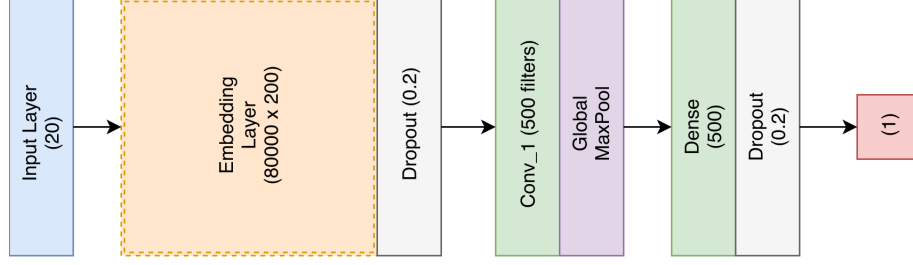 Input Layer
(20)
Embedding
Layer
(80000 x 200)
Dropout (0.2)
Conv_1 (500 filters)
Global
MaxPool
Dense
(500)
Dropout
(0.2)
(1)